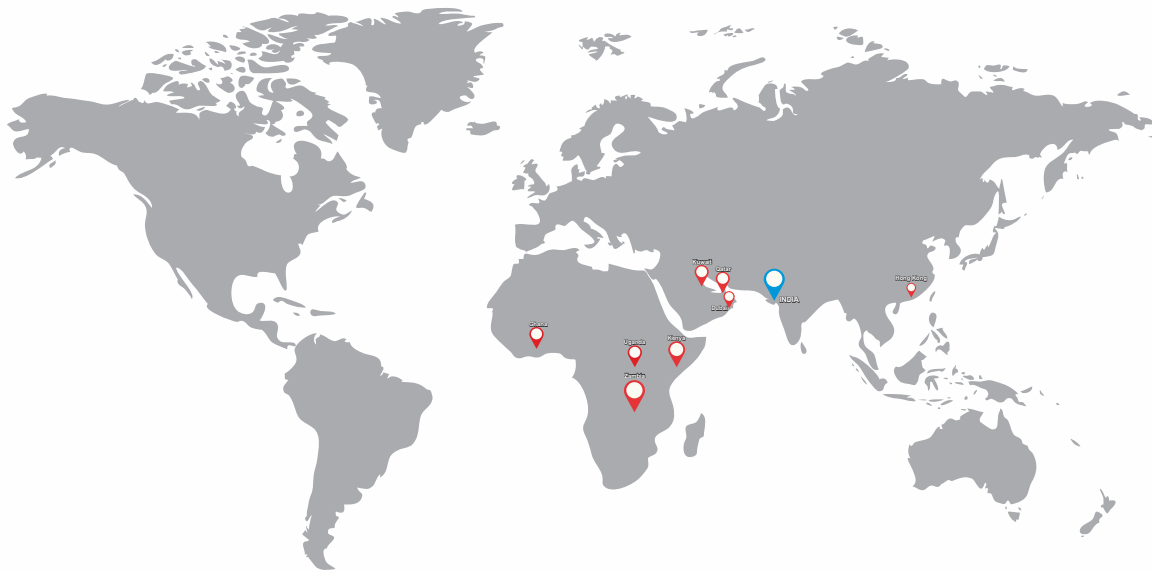 Kuwait
Qatar
Hong Kong
INDIA
Dubai
Ghana
Kenya
Uganda
Zambia